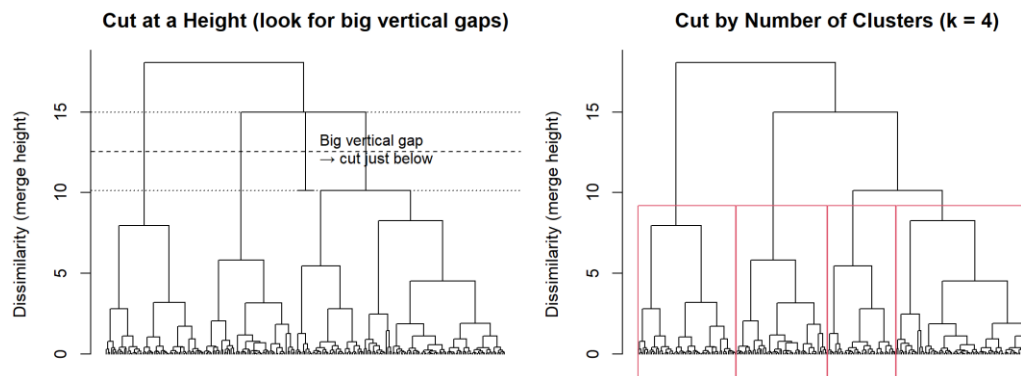 Cut at a Height (look for big vertical gaps)
Dissimilarity (merge height)
15
10
5
0
Big vertical gap
→ cut just below
Cut by Number of Clusters (k = 4)
Dissimilarity (merge height)
15
10
5
0